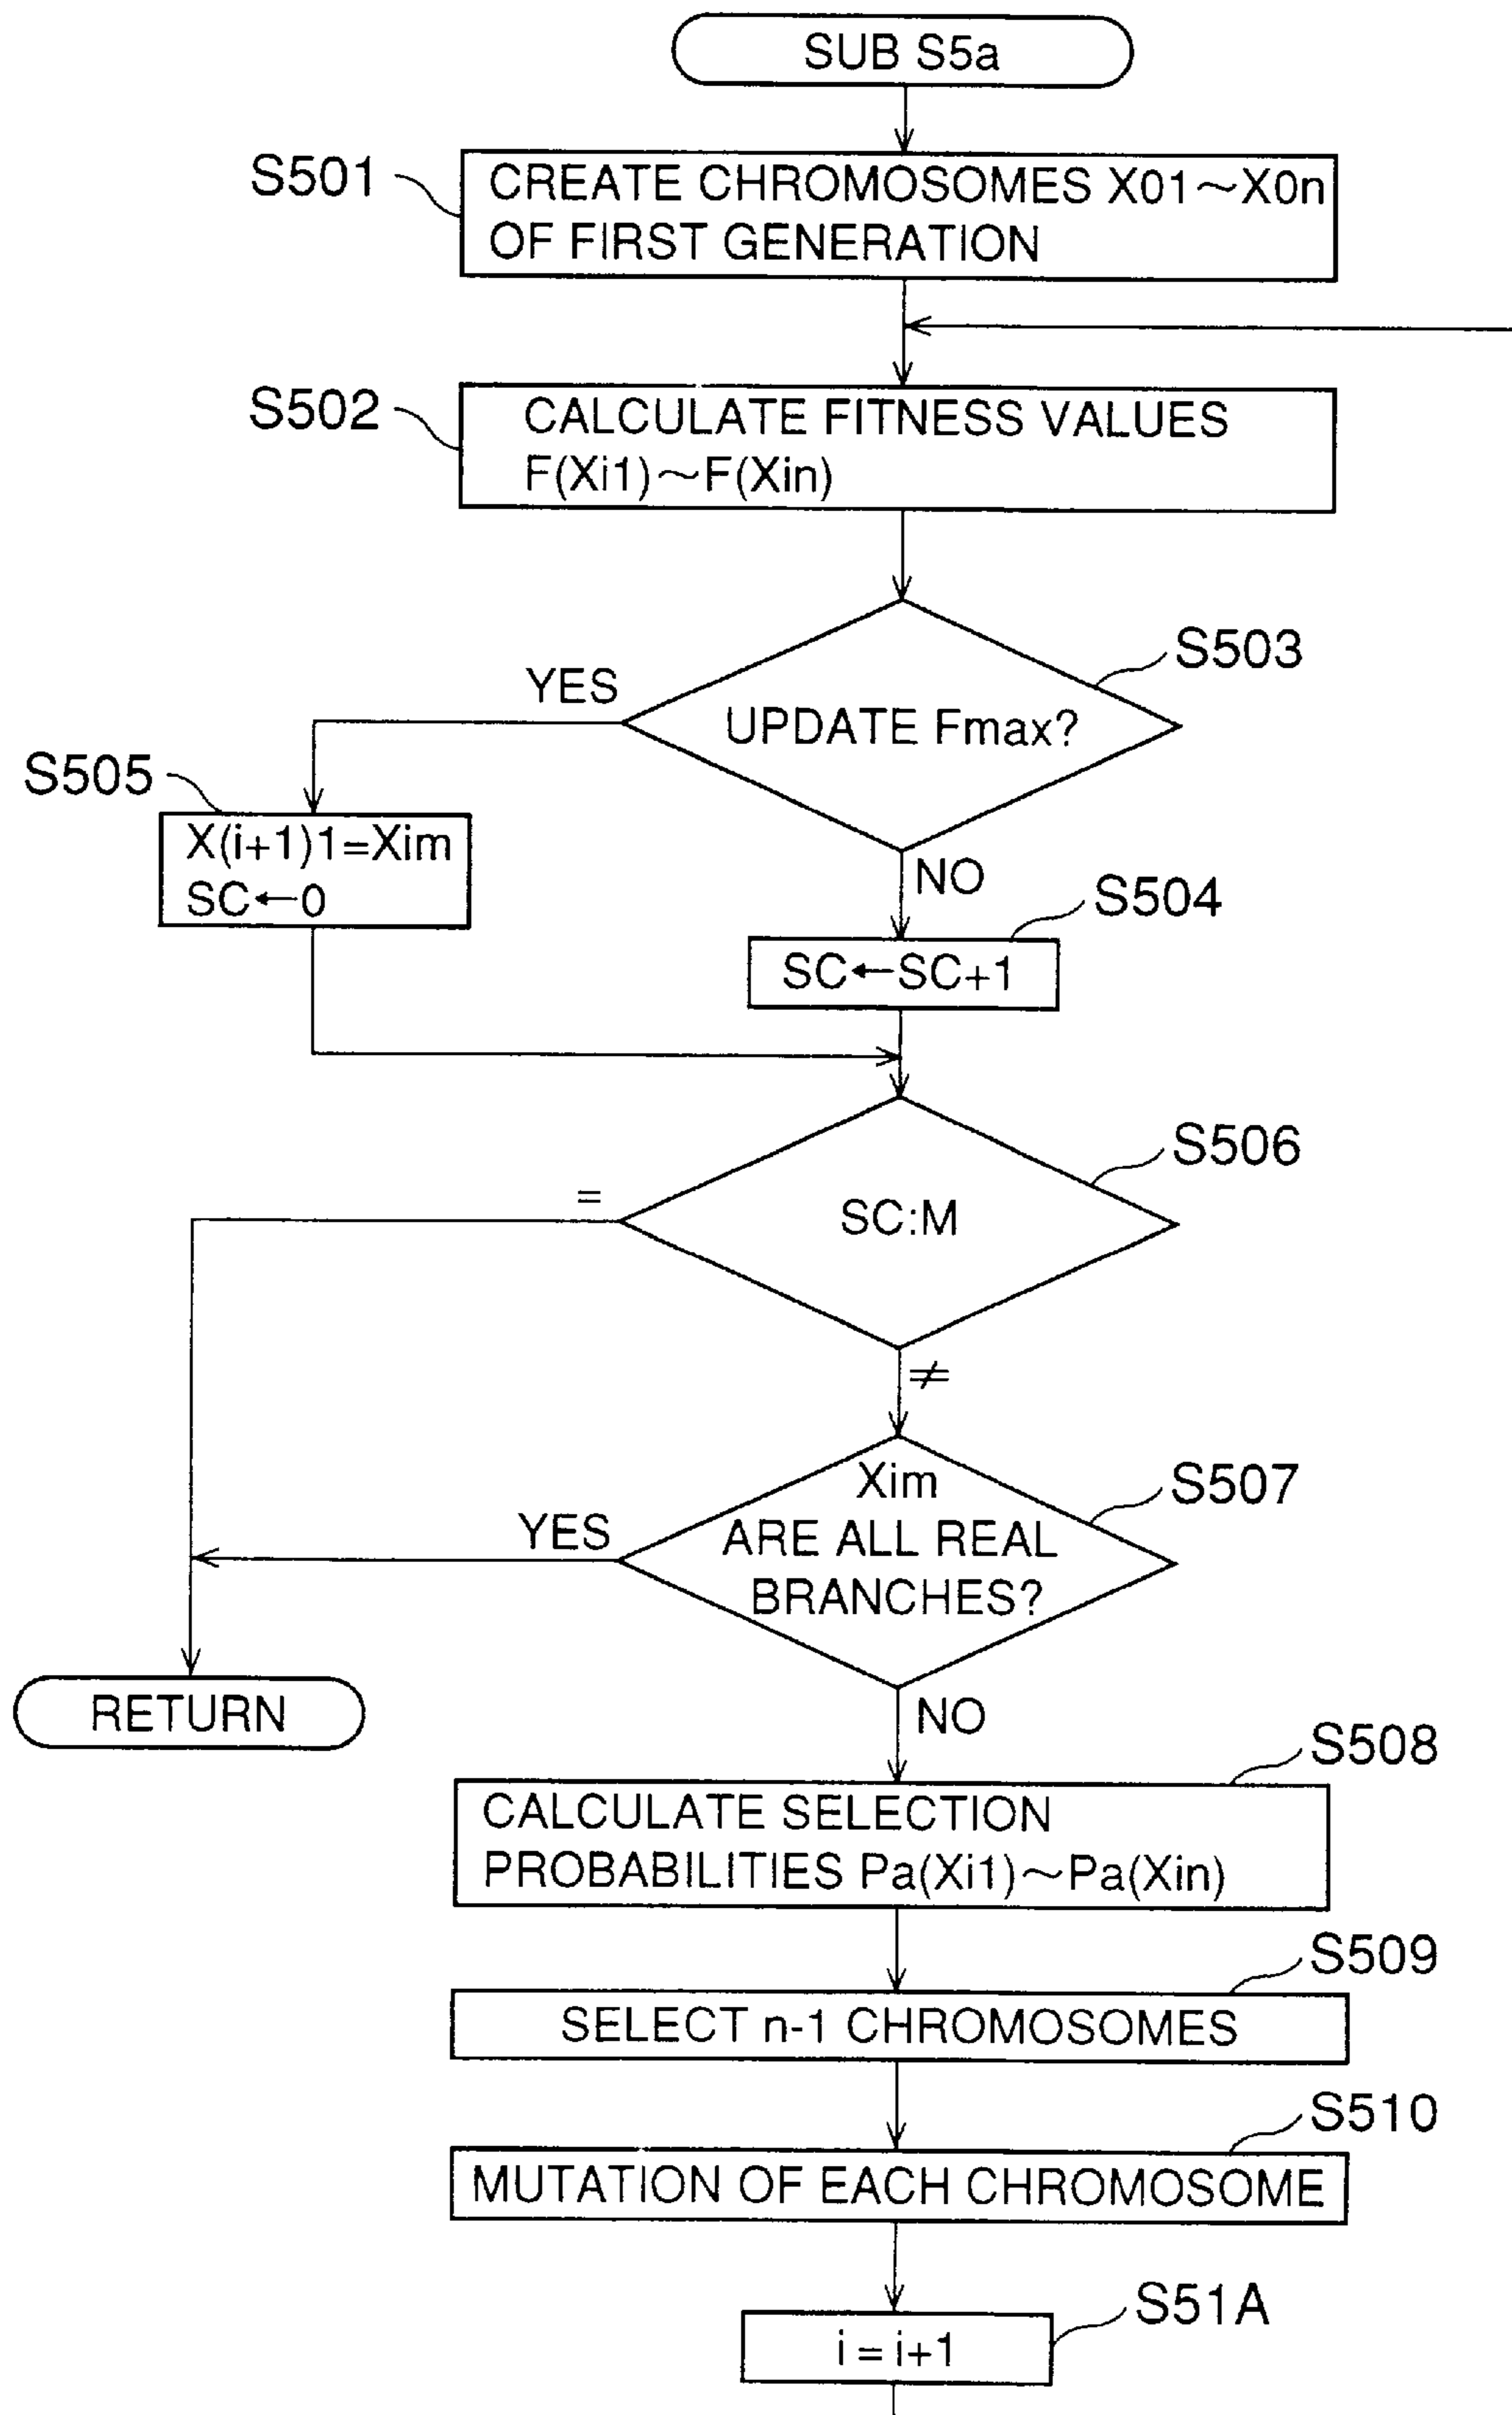 SUB S5a
S501
CREATE CHROMOSOMES X01~X0n
OF FIRST GENERATION
S502
CALCULATE FITNESS VALUES
F(Xi1)~F(Xin)
S503
YES
UPDATE Fmax?
S505
X(i+1)1=Xim
SC←0
NO
S504
SC←SC+1
S506
=
SC:M
≠
S507
Xim
YES
ARE ALL REAL
BRANCHES?
RETURN
NO
S508
CALCULATE SELECTION
PROBABILITIES Pa(Xi1)~Pa(Xin)
S509
SELECT n-1 CHROMOSOMES
S510
MUTATION OF EACH CHROMOSOME
S51A
i = i+1